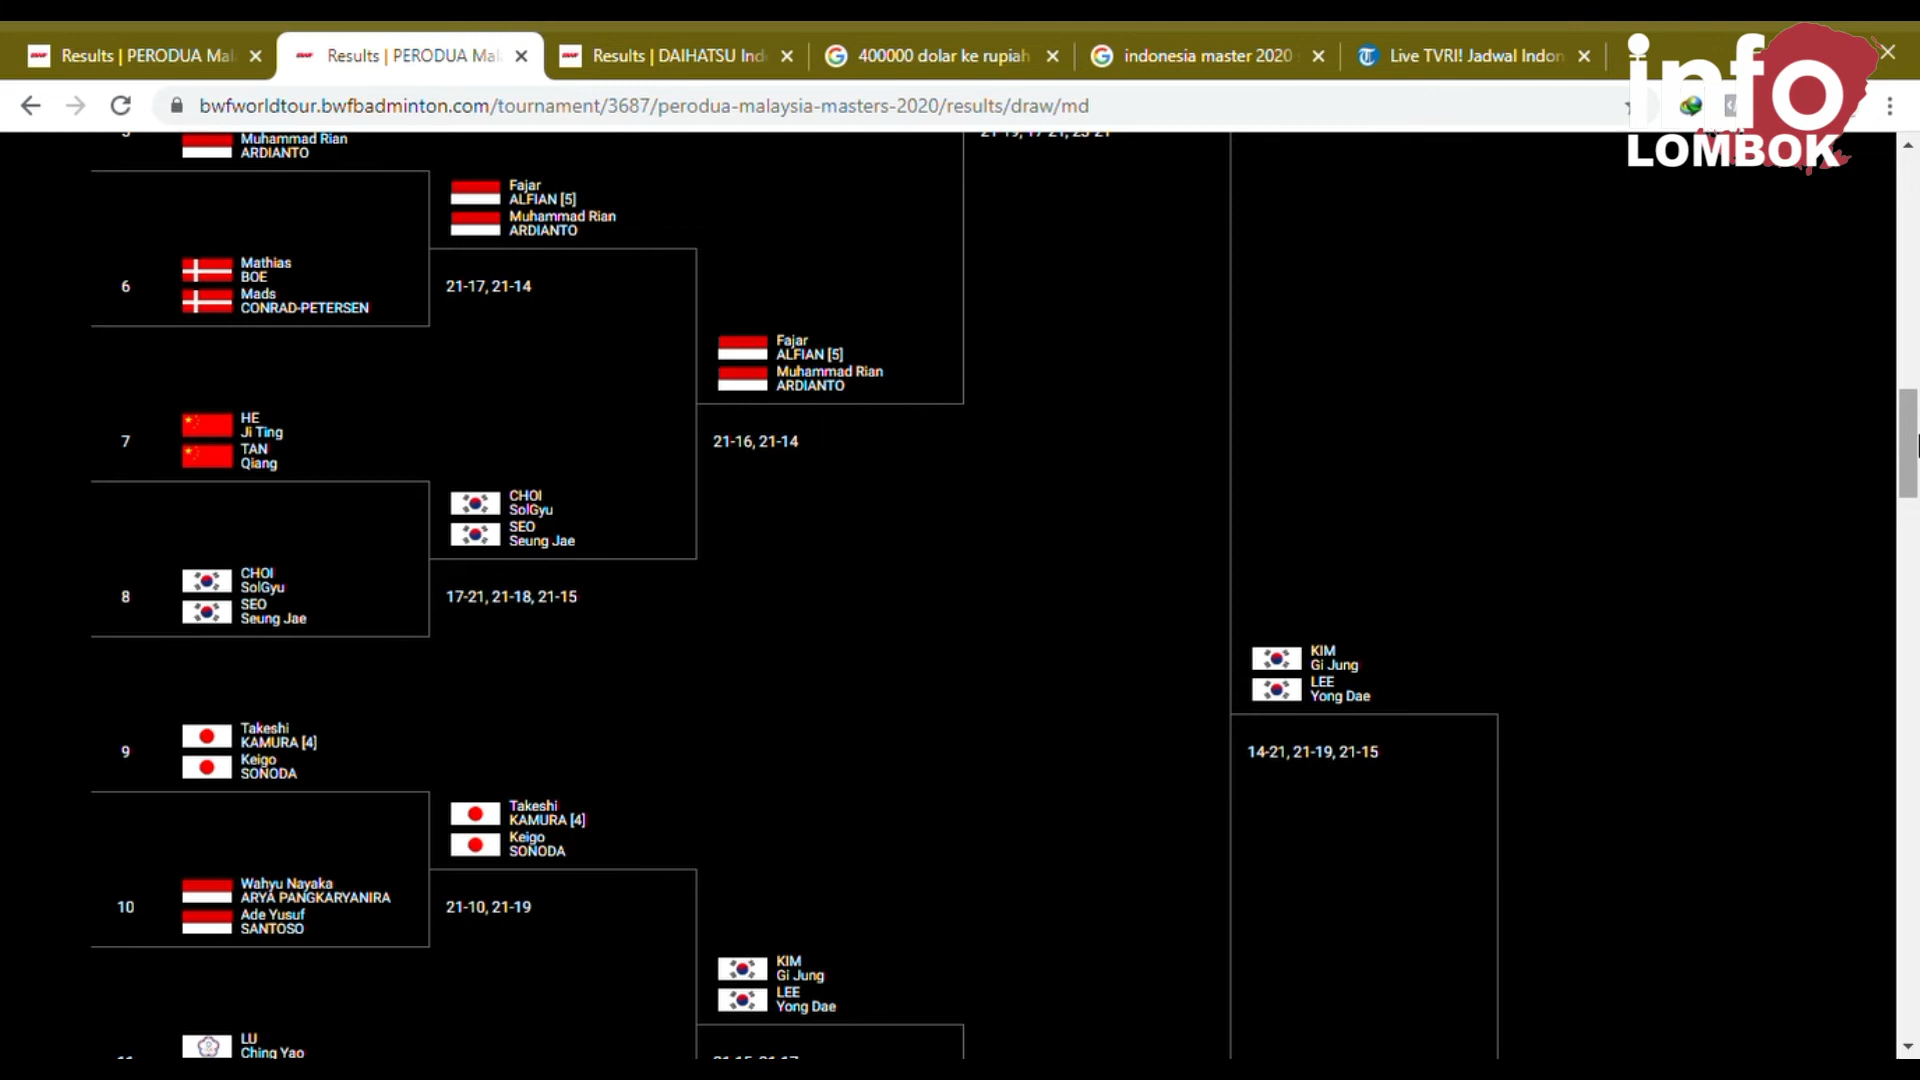 Results | PERODUA Mal
Results | PERODUA Mal
Results | DAIHATSU Ind
400000 dolar ke rupiah
indonesia master 2020
Live TVRI! Jadwal Indon
info
LOMBOK
bwfworldtour.bwfbadminton.com/tournament/3687/perodua-malaysia-masters-2020/results/draw/md
Muhammad Rian
ARDIANTO
Fajar
ALFIAN [5]
Muhammad Rian
ARDIANTO
6
Mathias
BOE
Mads
CONRAD-PETERSEN
21-17, 21-14
Fajar
ALFIAN [5]
Muhammad Rian
ARDIANTO
7
HE
Ji Ting
TAN
Qiang
21-16, 21-14
CHOI
SolGyu
SEO
Seung Jae
8
CHOI
SolGyu
SEO
Seung Jae
17-21, 21-18, 21-15
KIM
Gi Jung
LEE
Yong Dae
9
Takeshi
KAMURA [4]
Keigo
SONODA
14-21, 21-19, 21-15
Takeshi
KAMURA [4]
Keigo
SONODA
10
Wahyu Nayaka
ARYA PANGKARYANIRA
Ade Yusuf
SANTOSO
21-10, 21-19
KIM
Gi Jung
LEE
Yong Dae
LU
Ching Yao